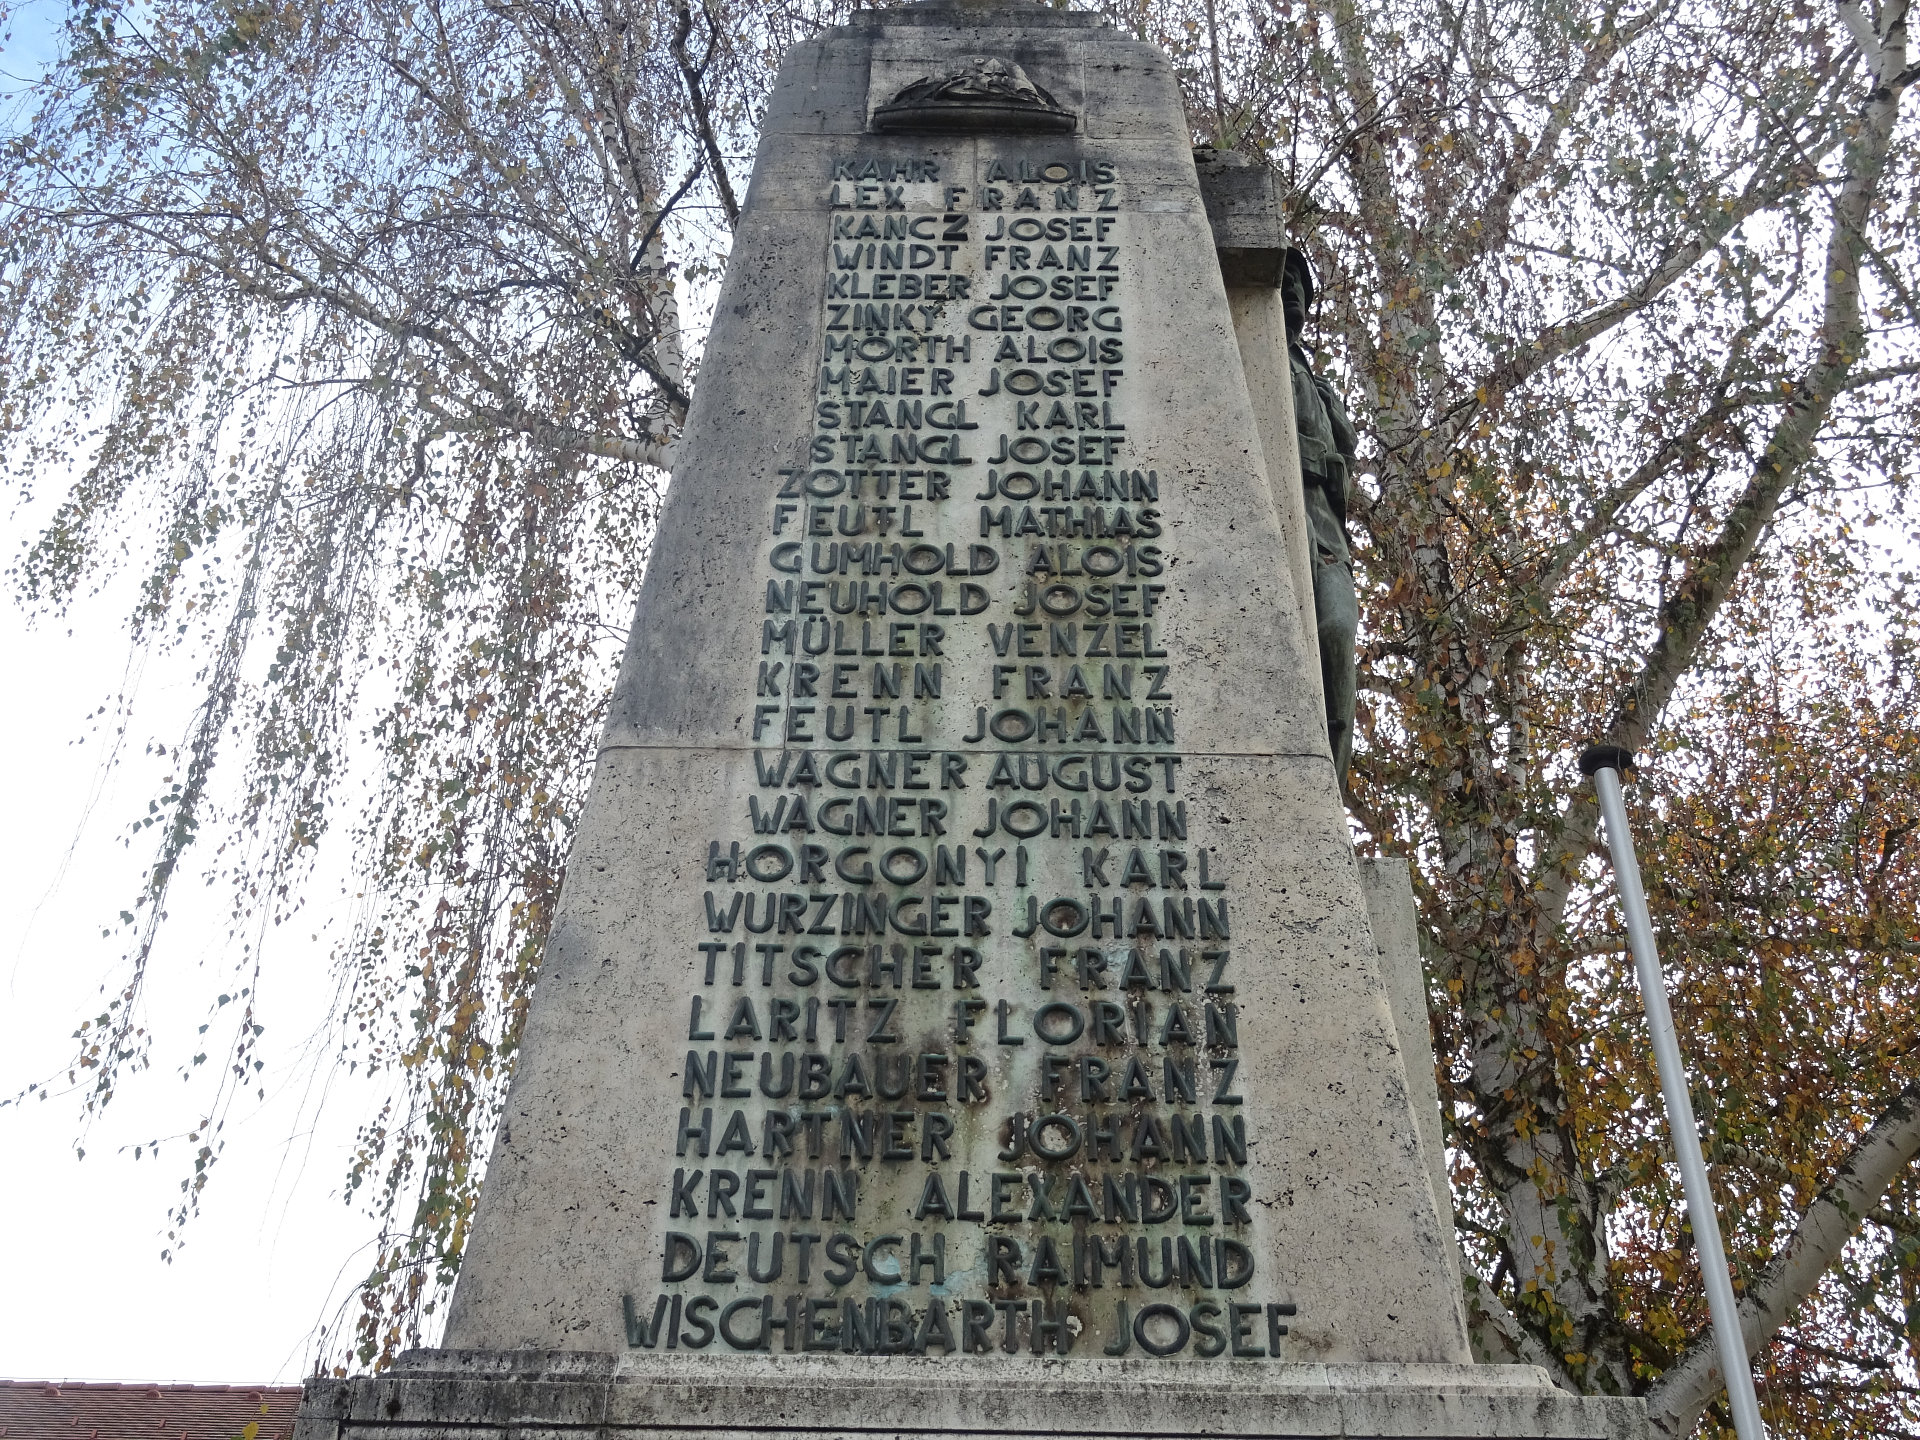 KAHR ALOIS
LEX FRANZ
KANCZ JOSEF
WINDT FRANZ
KLEBER JOSEF
ZINKY GEORG
MÖRTH ALOIS
MAIER JOSEF
STANGL KARL
STANGL JOSEF
ZOTTER JOHANN
FEUTL MATHIAS
GUMHOLD ALOIS
NEUHOLD JOSEF
MÜLLER VENZEL
KRENN FRANZ
FEUTL JOHANN
WAGNER AUGUST
WAGNER JOHANN
HORGONYI KARL
WURZINGER JOHANN
TITSCHER FRANZ
LARITZ FLORIAN
NEUBAUER FRANZ
HARTNER JOHANN
KRENN ALEXANDER
DEUTSCH RAIMUND
WISCHENBARTH JOSEF